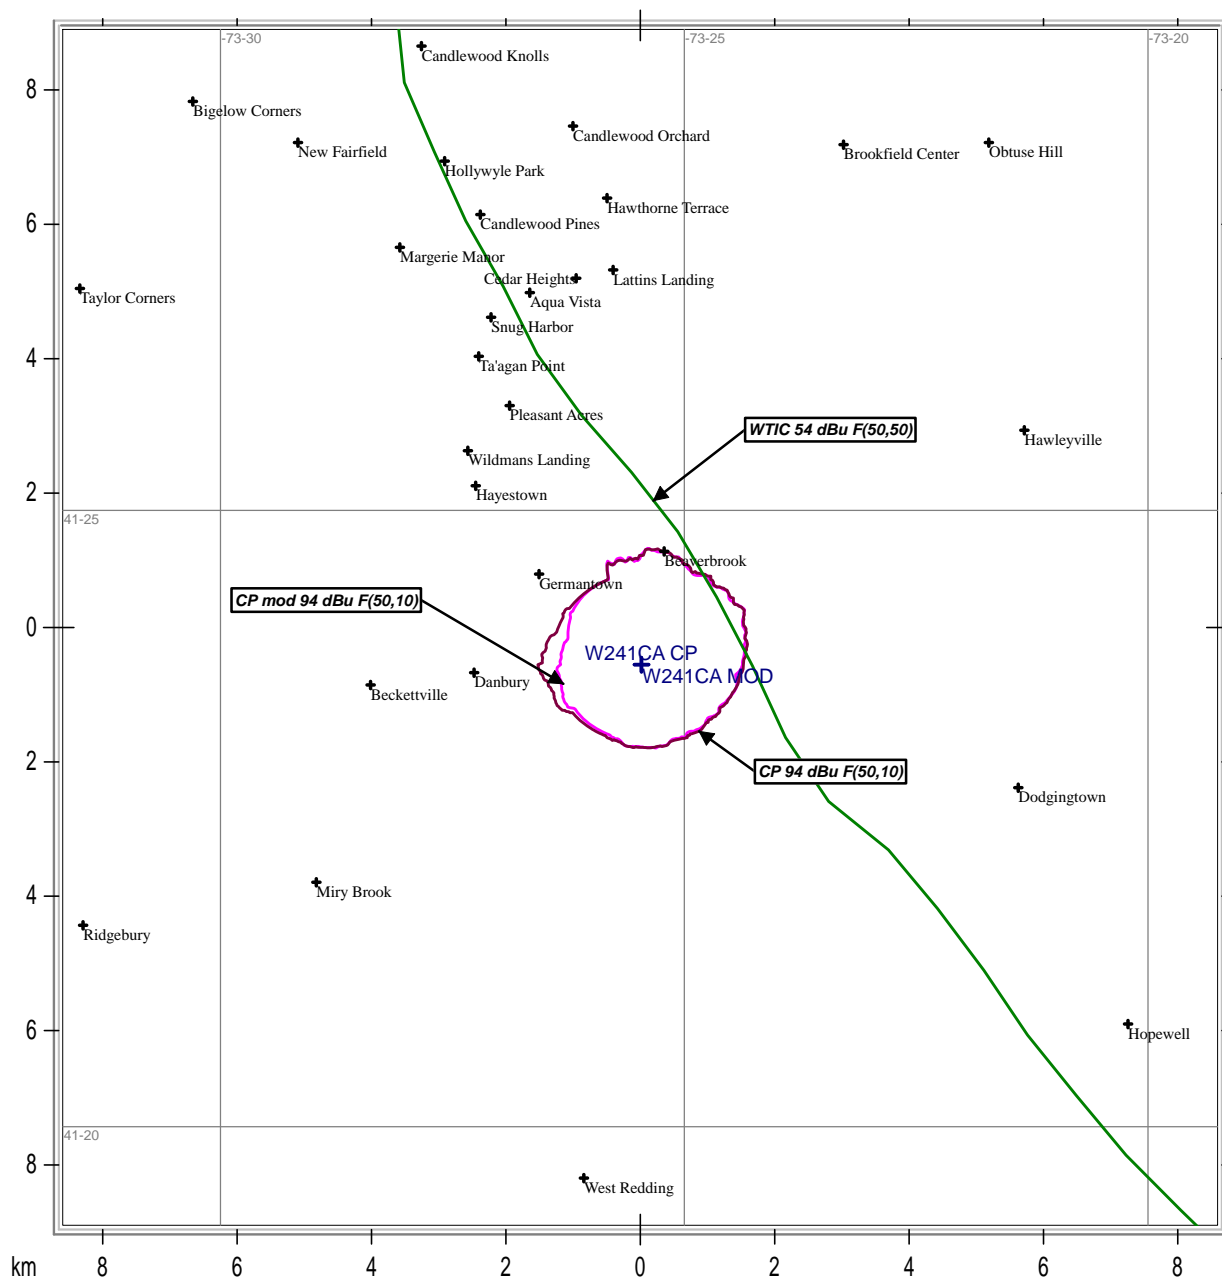 -73-30
-73-25
-73-20
Candlewood Knolls
8
Bigelow Corners
Candlewood Orchard
New Fairfield
Brookfield Center
Obtuse Hill
Hollywyle Park
Hawthorne Terrace
6
Candlewood Pines
Margerie Manor
Cedar Heights
Lattins Landing
Taylor Corners
Aqua Vista
Snug Harbor
4
Ta'agan Point
Pleasant Acres
WTIC 54 dBu F(50,50)
Hawleyville
Wildmans Landing
2
Hayestown
41-25
Beaverbrook
Germantown
CP mod 94 dBu F(50,10)
0
W241CA CP
W241CA MOD
Danbury
Beckettville
2
CP 94 dBu F(50,10)
Dodgingtown
Miry Brook
4
Ridgebury
6
Hopewell
41-20
8
West Redding
km
8
6
4
2
0
2
4
6
8